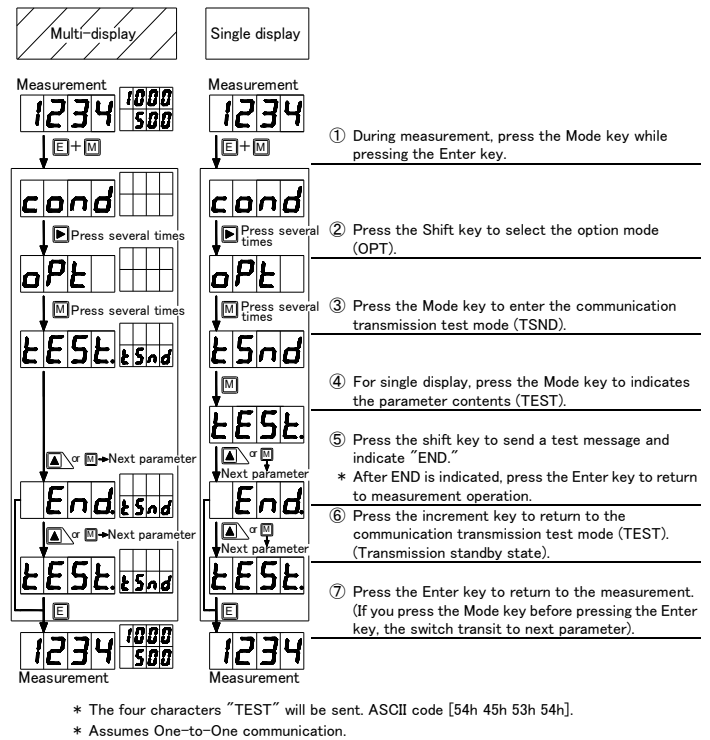 Multi-display
Single display
Measurement
1234
1000
500
Measurement
1234
E+M
E+M
① During measurement, press the Mode key while
pressing the Enter key.
cond
cond
Press several times
Press several
times
② Press the Shift key to select the option mode
(OPT).
oPt
oPt
M Press several times
M Press several
times
③ Press the Mode key to enter the communication
transmission test mode (TSND).
tESt.
tSnd
tSnd
M
④ For single display, press the Mode key to indicates
the parameter contents (TEST).
tESt.
or M→Next parameter
or M
Next parameter
⑤ Press the shift key to send a test message and
indicate "END."
* After END is indicated, press the Enter key to return
to measurement operation.
End.
tSnd
End.
or M→Next parameter
or M
Next parameter
⑥ Press the increment key to return to the
communication transmission test mode (TEST).
(Transmission standby state).
tESt.
tSnd
tESt.
E
E
⑦ Press the Enter key to return to the measurement.
(If you press the Mode key before pressing the Enter
key, the switch transit to next parameter).
1234
1000
500
1234
Measurement
Measurement
* The four characters "TEST" will be sent. ASCII code [54h 45h 53h 54h].
* Assumes One-to-One communication.